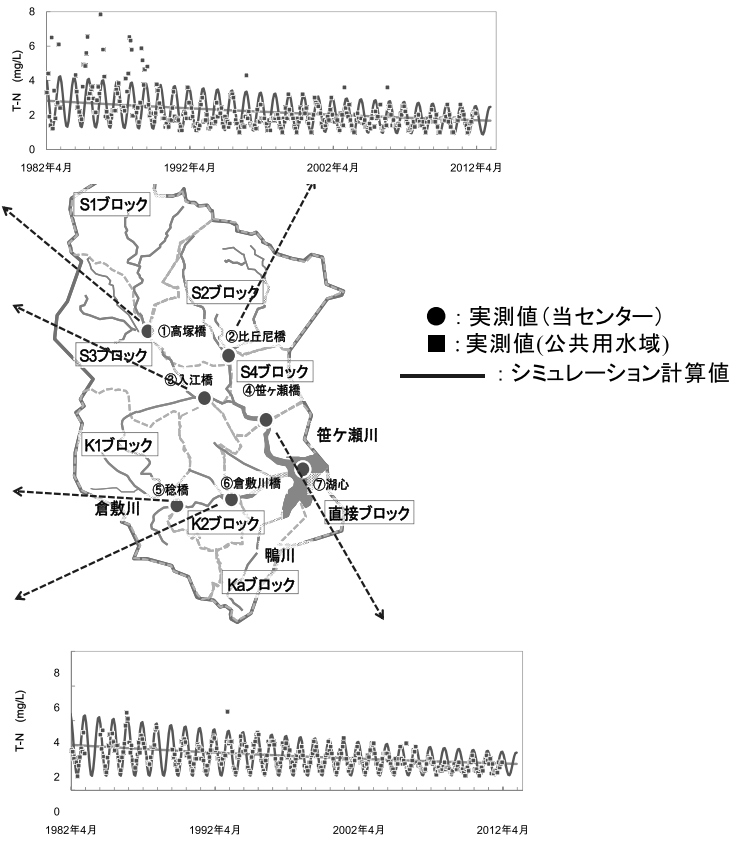 T-N (mg/L)
8
6
4
2
0
1982年4月
1992年4月
2002年4月
2012年4月
S1ブロック
S2ブロック
①高塚橋
②比丘尼橋
S3ブロック
S4ブロック
③入江橋
④笹ヶ瀬橋
K1ブロック
笹ケ瀬川
⑤稔橋
⑥倉敷川橋
⑦湖心
倉敷川
K2ブロック
直接ブロック
鴨川
Kaブロック
：実測値（当センター）
：実測値(公共用水域)
：シミュレーション計算値
T-N (mg/L)
8
6
4
2
0
1982年4月
1992年4月
2002年4月
2012年4月